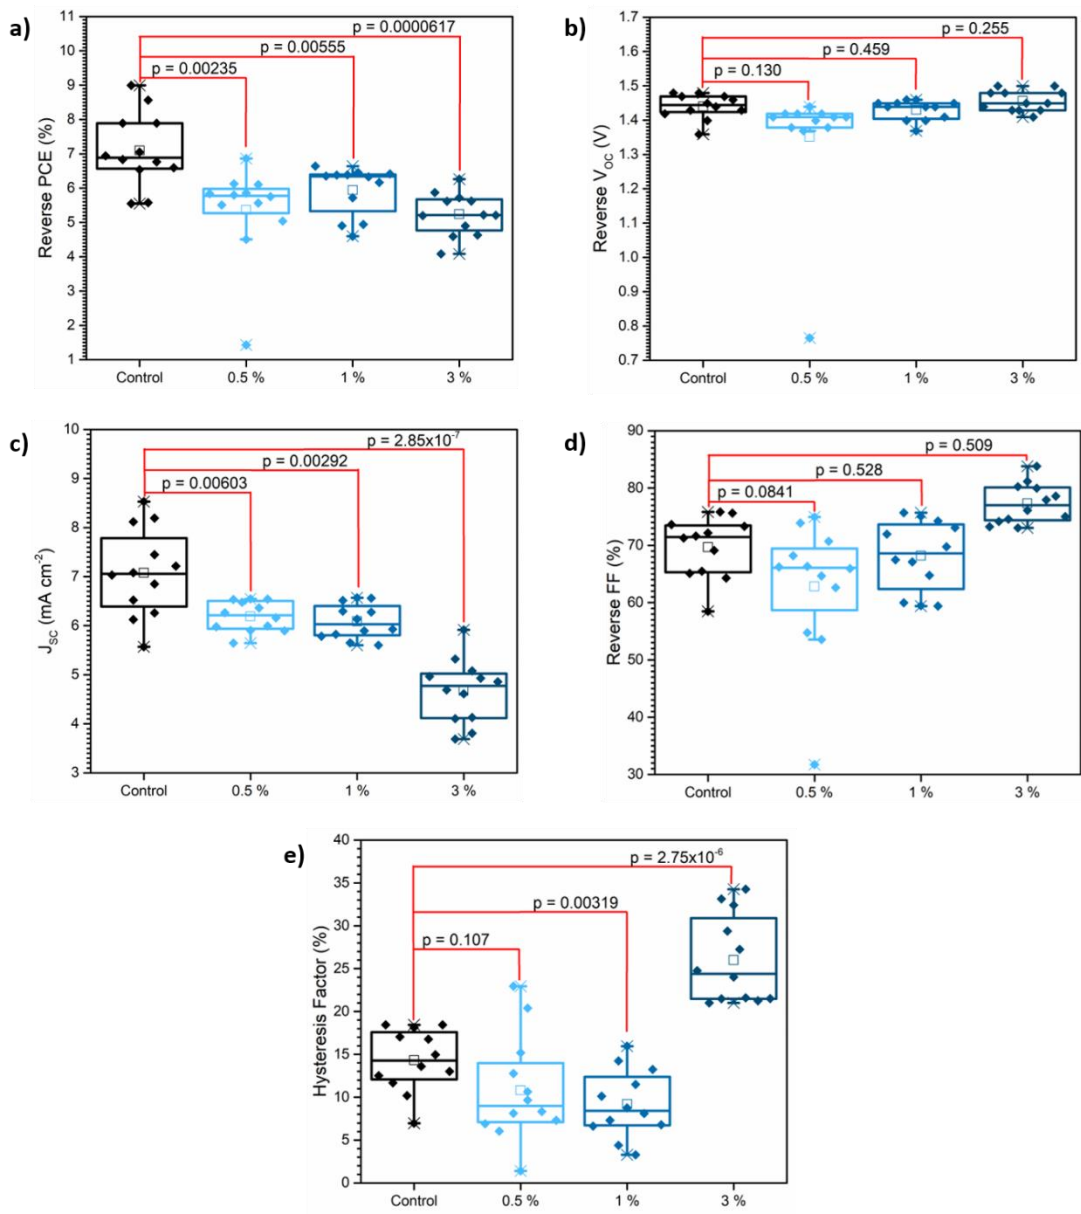 a)
Reverse PCE (%)
11
10
9
8
7
6
5
4
3
2
1
p = 0.0000617
p = 0.00555
p = 0.00235
Control
0.5 %
1 %
3 %
b)
Reverse V_OC (V)
1.7
1.6
1.5
1.4
1.3
1.2
1.1
1.0
0.9
0.8
0.7
p = 0.255
p = 0.459
p = 0.130
Control
0.5 %
1 %
3 %
c)
J_SC (mA cm⁻²)
10
9
8
7
6
5
4
3
p = 2.85x10⁻⁷
p = 0.00292
p = 0.00603
Control
0.5 %
1 %
3 %
d)
Reverse FF (%)
90
80
70
60
50
40
30
p = 0.509
p = 0.528
p = 0.0841
Control
0.5 %
1 %
3 %
e)
Hysteresis Factor (%)
40
35
30
25
20
15
10
5
0
p = 2.75x10⁻⁶
p = 0.00319
p = 0.107
Control
0.5 %
1 %
3 %